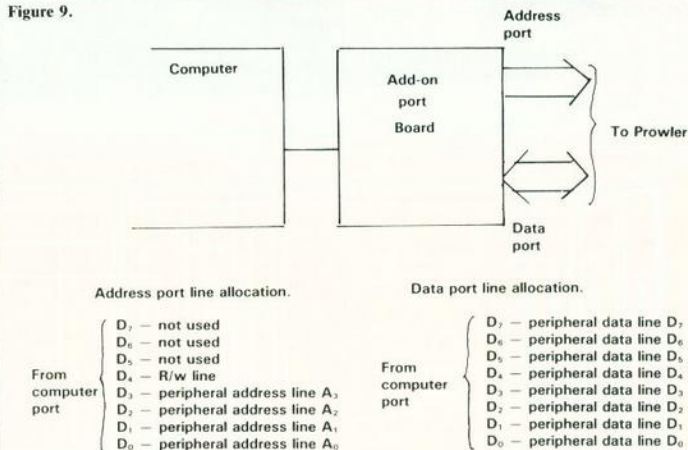 Figure 9.
Address
port
Computer
Add-on
port
Board
To Prowler
Data
port
Address port line allocation.
From
computer
port
D₇ — not used
D₆ — not used
D₅ — not used
D₄ — R/w line
D₃ — peripheral address line A₃
D₂ — peripheral address line A₂
D₁ — peripheral address line A₁
D₀ — peripheral address line A₀
Data port line allocation.
From
computer
port
D₇ — peripheral data line D₇
D₆ — peripheral data line D₆
D₅ — peripheral data line D₅
D₄ — peripheral data line D₄
D₃ — peripheral data line D₃
D₂ — peripheral data line D₂
D₁ — peripheral data line D₁
D₀ — peripheral data line D₀